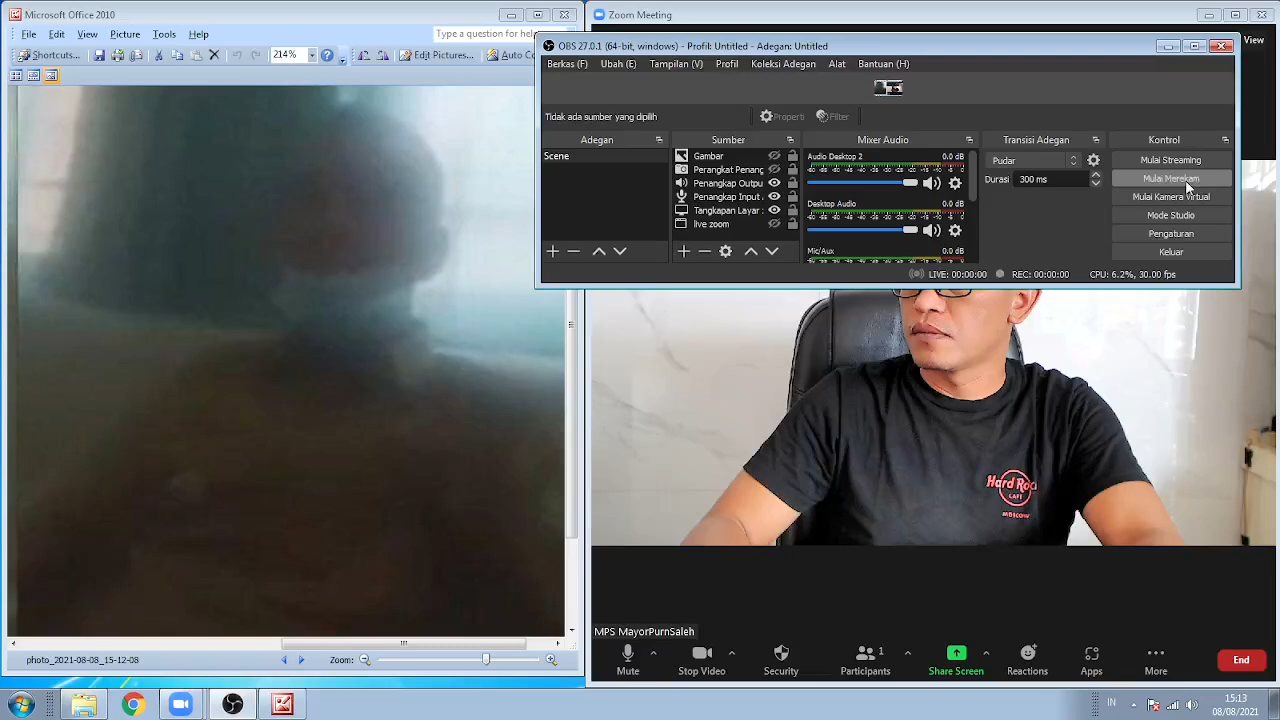 Microsoft Office 2010
File Edit View Picture Tools Help
Type a question for help
Shortcuts... 214% Edit Pictures... Auto Co
photo_2021-08-08_15-12-08 Zoom:
Zoom Meeting
View
OBS 27.0.1 (64-bit, windows) - Profil: Untitled - Adegan: Untitled
Berkas (F) Ubah (E) Tampilan (V) Profil Koleksi Adegan Alat Bantuan (H)
Tidak ada sumber yang dipilih Properti Filter
Adegan
Scene
Sumber
Gambar
Perangkat Penang
Penangkap Outpu
Penangkap Input
Tangkapan Layar
live zoom
Mixer Audio
Audio Desktop 2 0.0 dB
Desktop Audio 0.0 dB
Mic/Aux 0.0 dB
Transisi Adegan
Pudar
Durasi 300 ms
Kontrol
Mulai Streaming
Mulai Merekam
Mulai Kamera Virtual
Mode Studio
Pengaturan
Keluar
LIVE: 00:00:00 REC: 00:00:00 CPU: 6.2%, 30.00 fps
Hard Roc
CAFE
MOSCOW
MPS MayorPurnSaleh
1
Mute Stop Video Security Participants Share Screen Reactions Apps More End
IN
15:13
08/08/2021